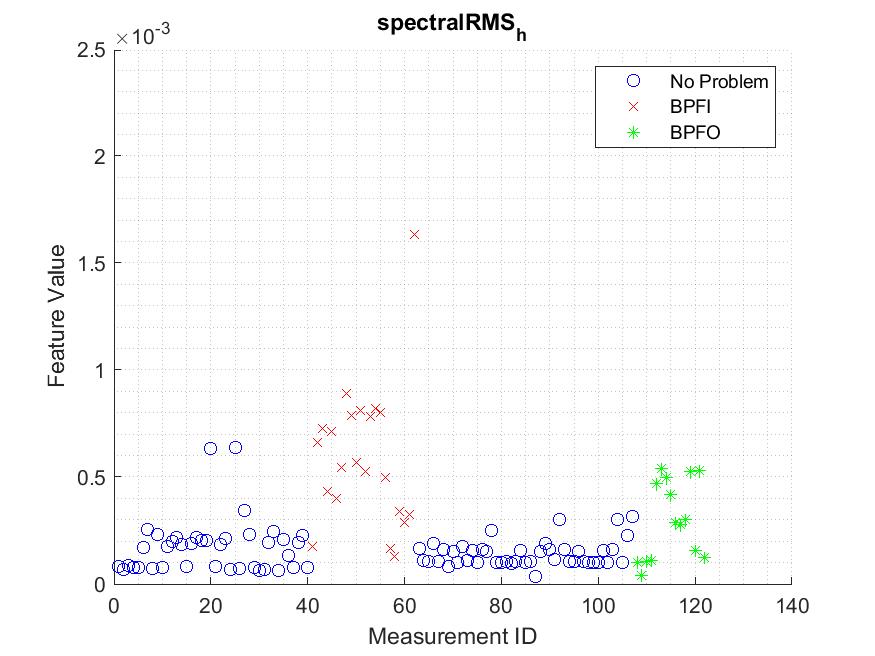 spectralRMS_h
×10^-3
2.5
2
1.5
1
0.5
0
Feature Value
No Problem
BPFI
BPFO
0 20 40 60 80 100 120 140
Measurement ID